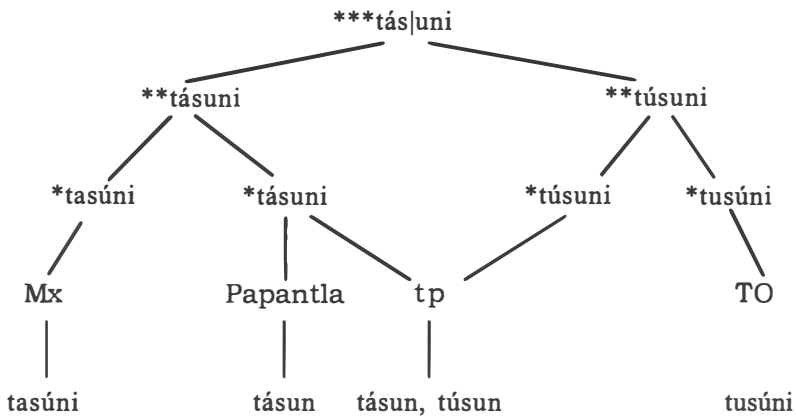 ***tás|uni
**tásuni **túsuni
*tasúni *tásuni *túsuni *tusúni
Mx Papantla tp TO
tasúni tásun tásun, túsun tusúni